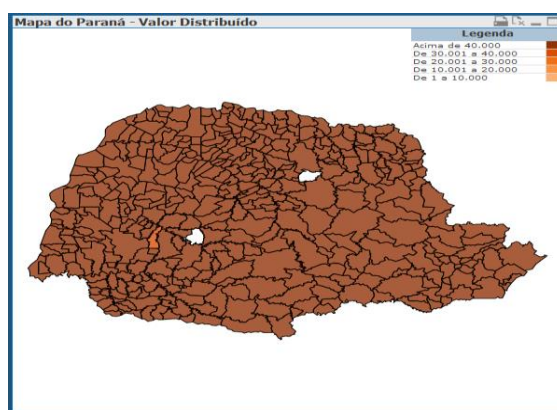 Mapa do Paraná - Valor Distribuído
Legenda
Acima de 40.000
De 30.001 a 40.000
De 20.001 a 30.000
De 10.001 a 20.000
De 1 a 10.000